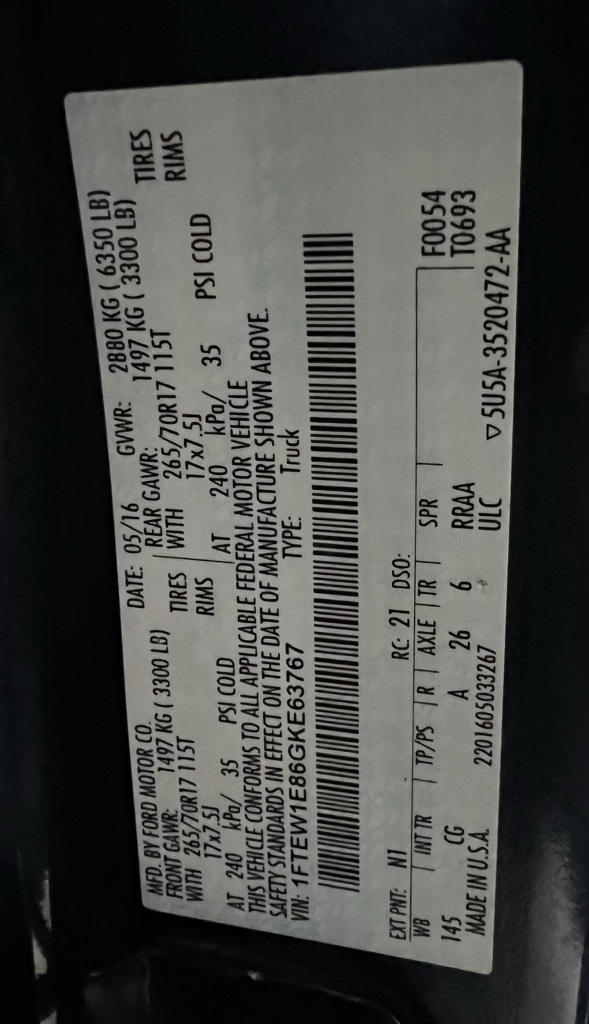 MFD. BY FORD MOTOR CO.
DATE: 05/16 GVWR: 2880 KG ( 6350 LB)
FRONT GAWR: 1497 KG ( 3300 LB) REAR GAWR: 1497 KG ( 3300 LB)
WITH 265/70R17 115T TIRES WITH 265/70R17 115T TIRES
17x7.5J RIMS 17x7.5J RIMS
AT 240 kPa/ 35 PSI COLD AT 240 kPa/ 35 PSI COLD
THIS VEHICLE CONFORMS TO ALL APPLICABLE FEDERAL MOTOR VEHICLE
SAFETY STANDARDS IN EFFECT ON THE DATE OF MANUFACTURE SHOWN ABOVE.
VIN: 1FTEW1E86GKE63767 TYPE: Truck
EXT PNT: N1 RC: 21 DSO:
WB INT TR TP/PS R AXLE TR SPR F0054
145 CG A 26 6 RRAA T0693
MADE IN U.S.A. 2201605033267 ULC ▽5U5A-3520472-AA